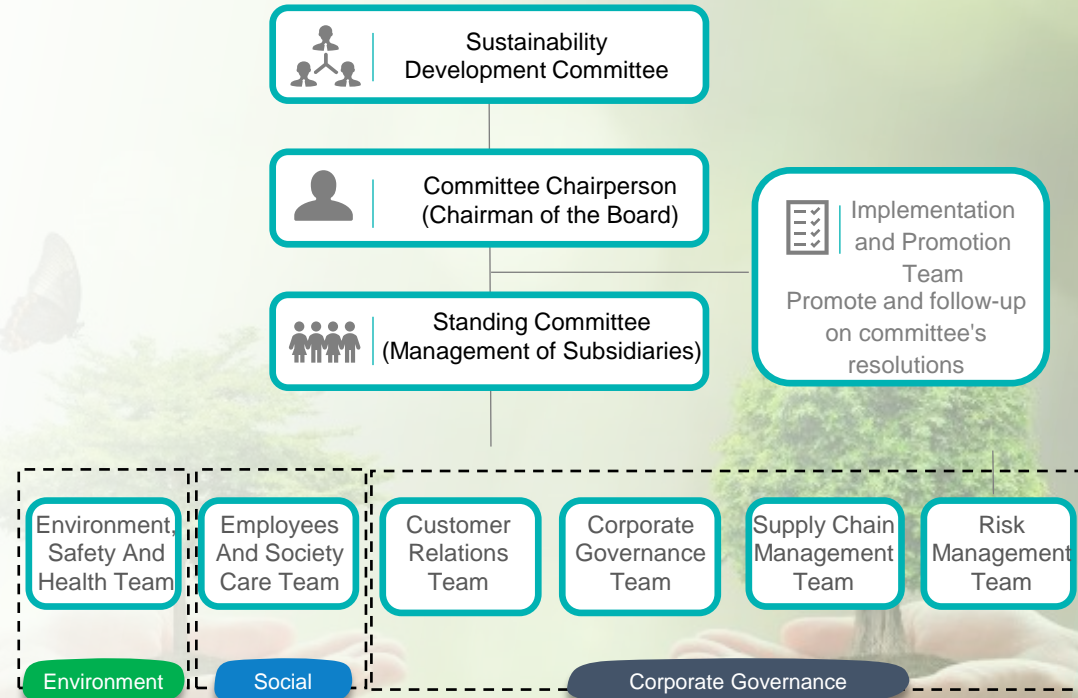 Sustainability
Development Committee
Committee Chairperson
(Chairman of the Board)
Implementation
and Promotion
Team
Promote and follow-up
on committee's
resolutions
Standing Committee
(Management of Subsidiaries)
Environment,
Safety And
Health Team
Employees
And Society
Care Team
Customer
Relations
Team
Corporate
Governance
Team
Supply Chain
Management
Team
Risk
Management
Team
Environment
Social
Corporate Governance